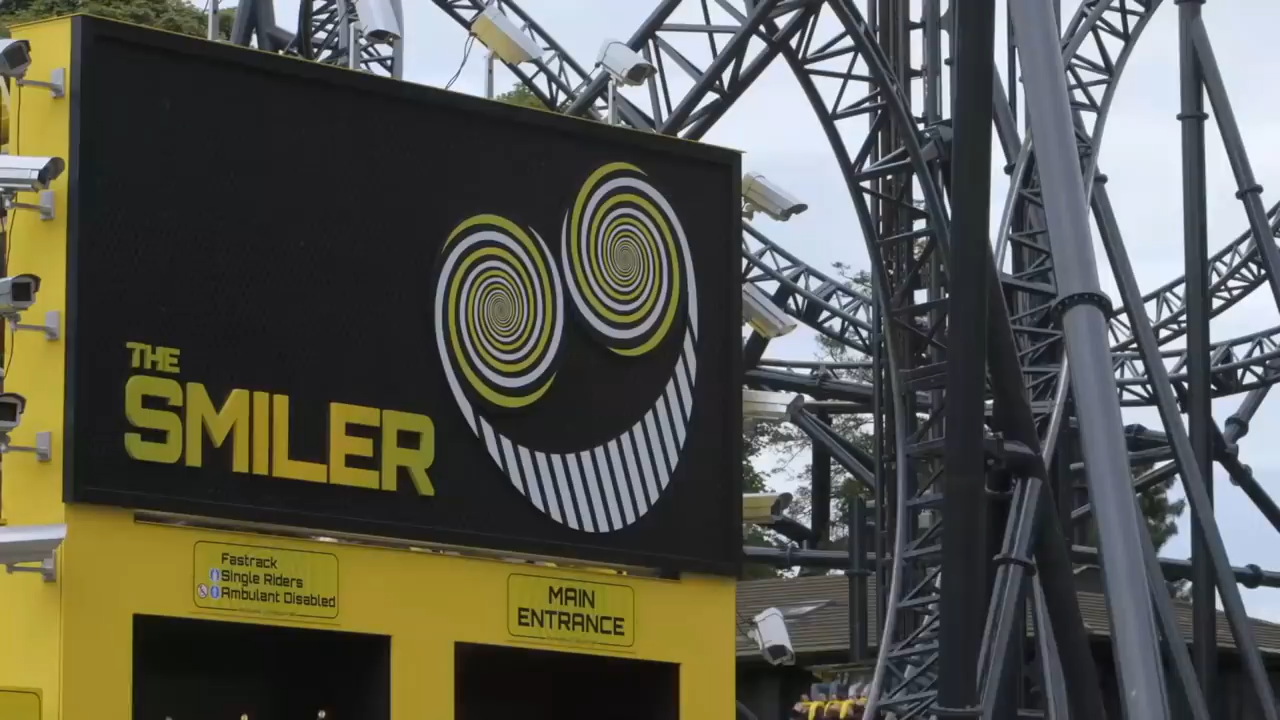 THE
SMILER
Fastrack
Single Riders
Ambulant Disabled
MAIN
ENTRANCE